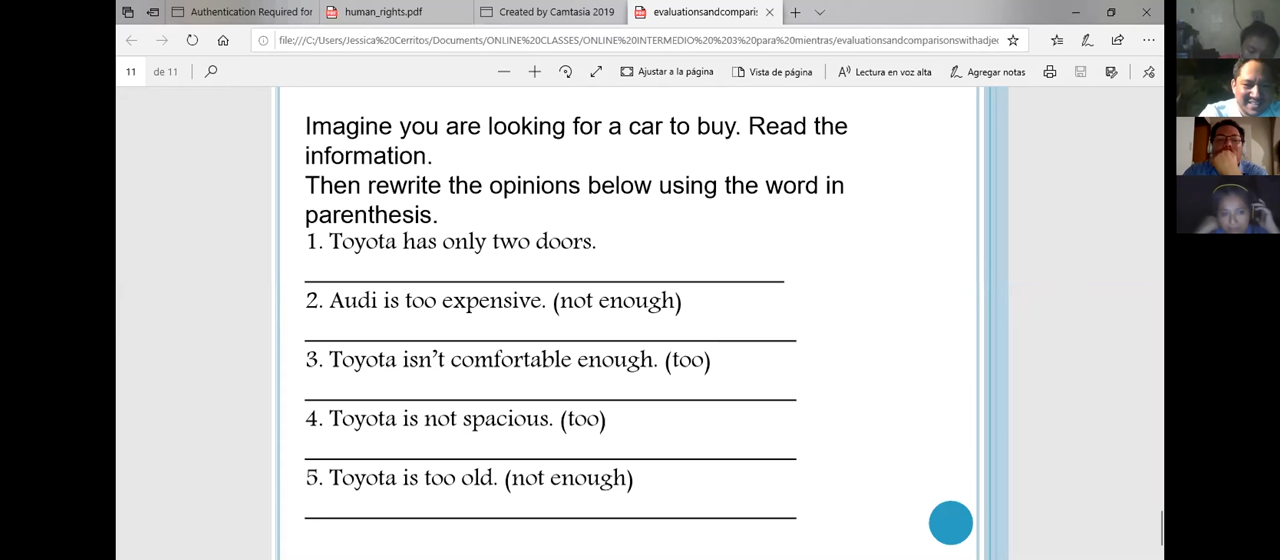 Authentication Required for
human_rights.pdf
Created by Camtasia 2019
evaluationsandcomparis
file:///C:/Users/Jessica%20Cerritos/Documents/ONLINE%20CLASSES/ONLINE%20INTERMEDIO%20%203%20para%20mientras/evaluationsandcomparisonswithadjec
11 de 11
Ajustar a la página
Vista de página
Lectura en voz alta
Agregar notas
Imagine you are looking for a car to buy. Read the
information.
Then rewrite the opinions below using the word in
parenthesis.
1. Toyota has only two doors.
2. Audi is too expensive. (not enough)
3. Toyota isn't comfortable enough. (too)
4. Toyota is not spacious. (too)
5. Toyota is too old. (not enough)